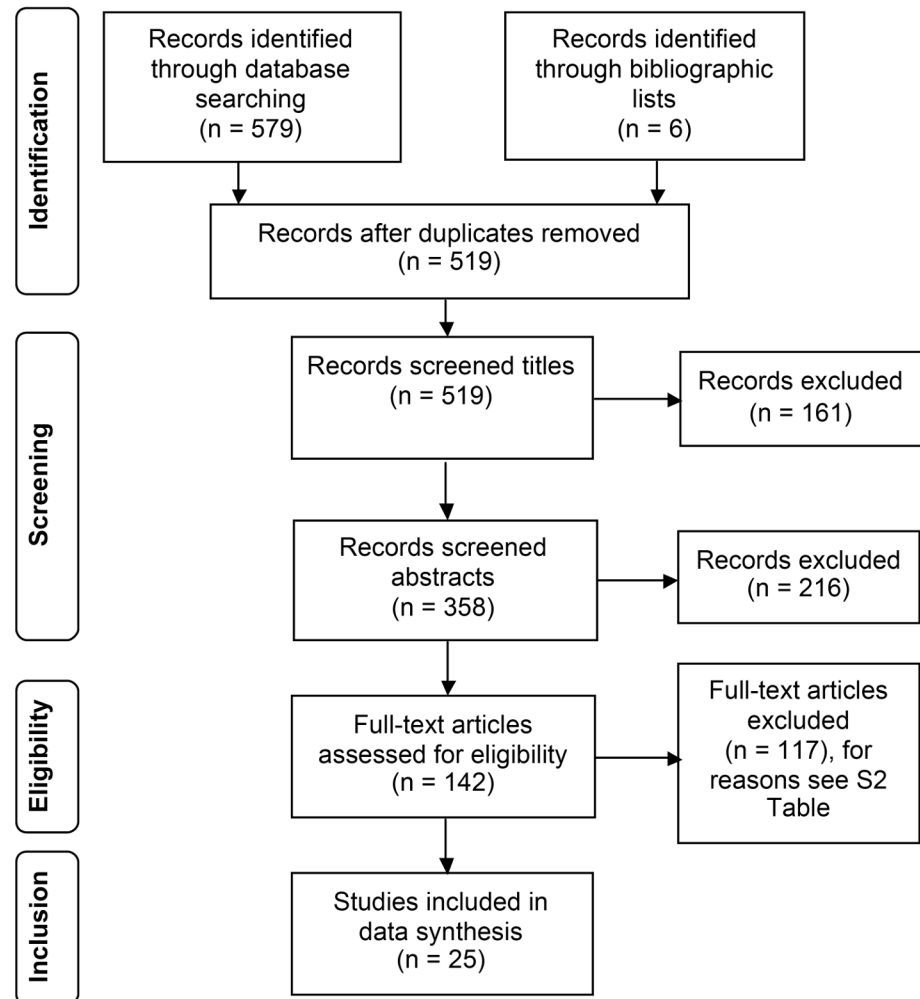 Identification
Records identified
through database
searching
(n = 579)
Records identified
through bibliographic
lists
(n = 6)
Records after duplicates removed
(n = 519)
Screening
Records screened titles
(n = 519)
Records excluded
(n = 161)
Records screened
abstracts
(n = 358)
Records excluded
(n = 216)
Eligibility
Full-text articles
assessed for eligibility
(n = 142)
Full-text articles
excluded
(n = 117), for
reasons see S2
Table
Inclusion
Studies included in
data synthesis
(n = 25)